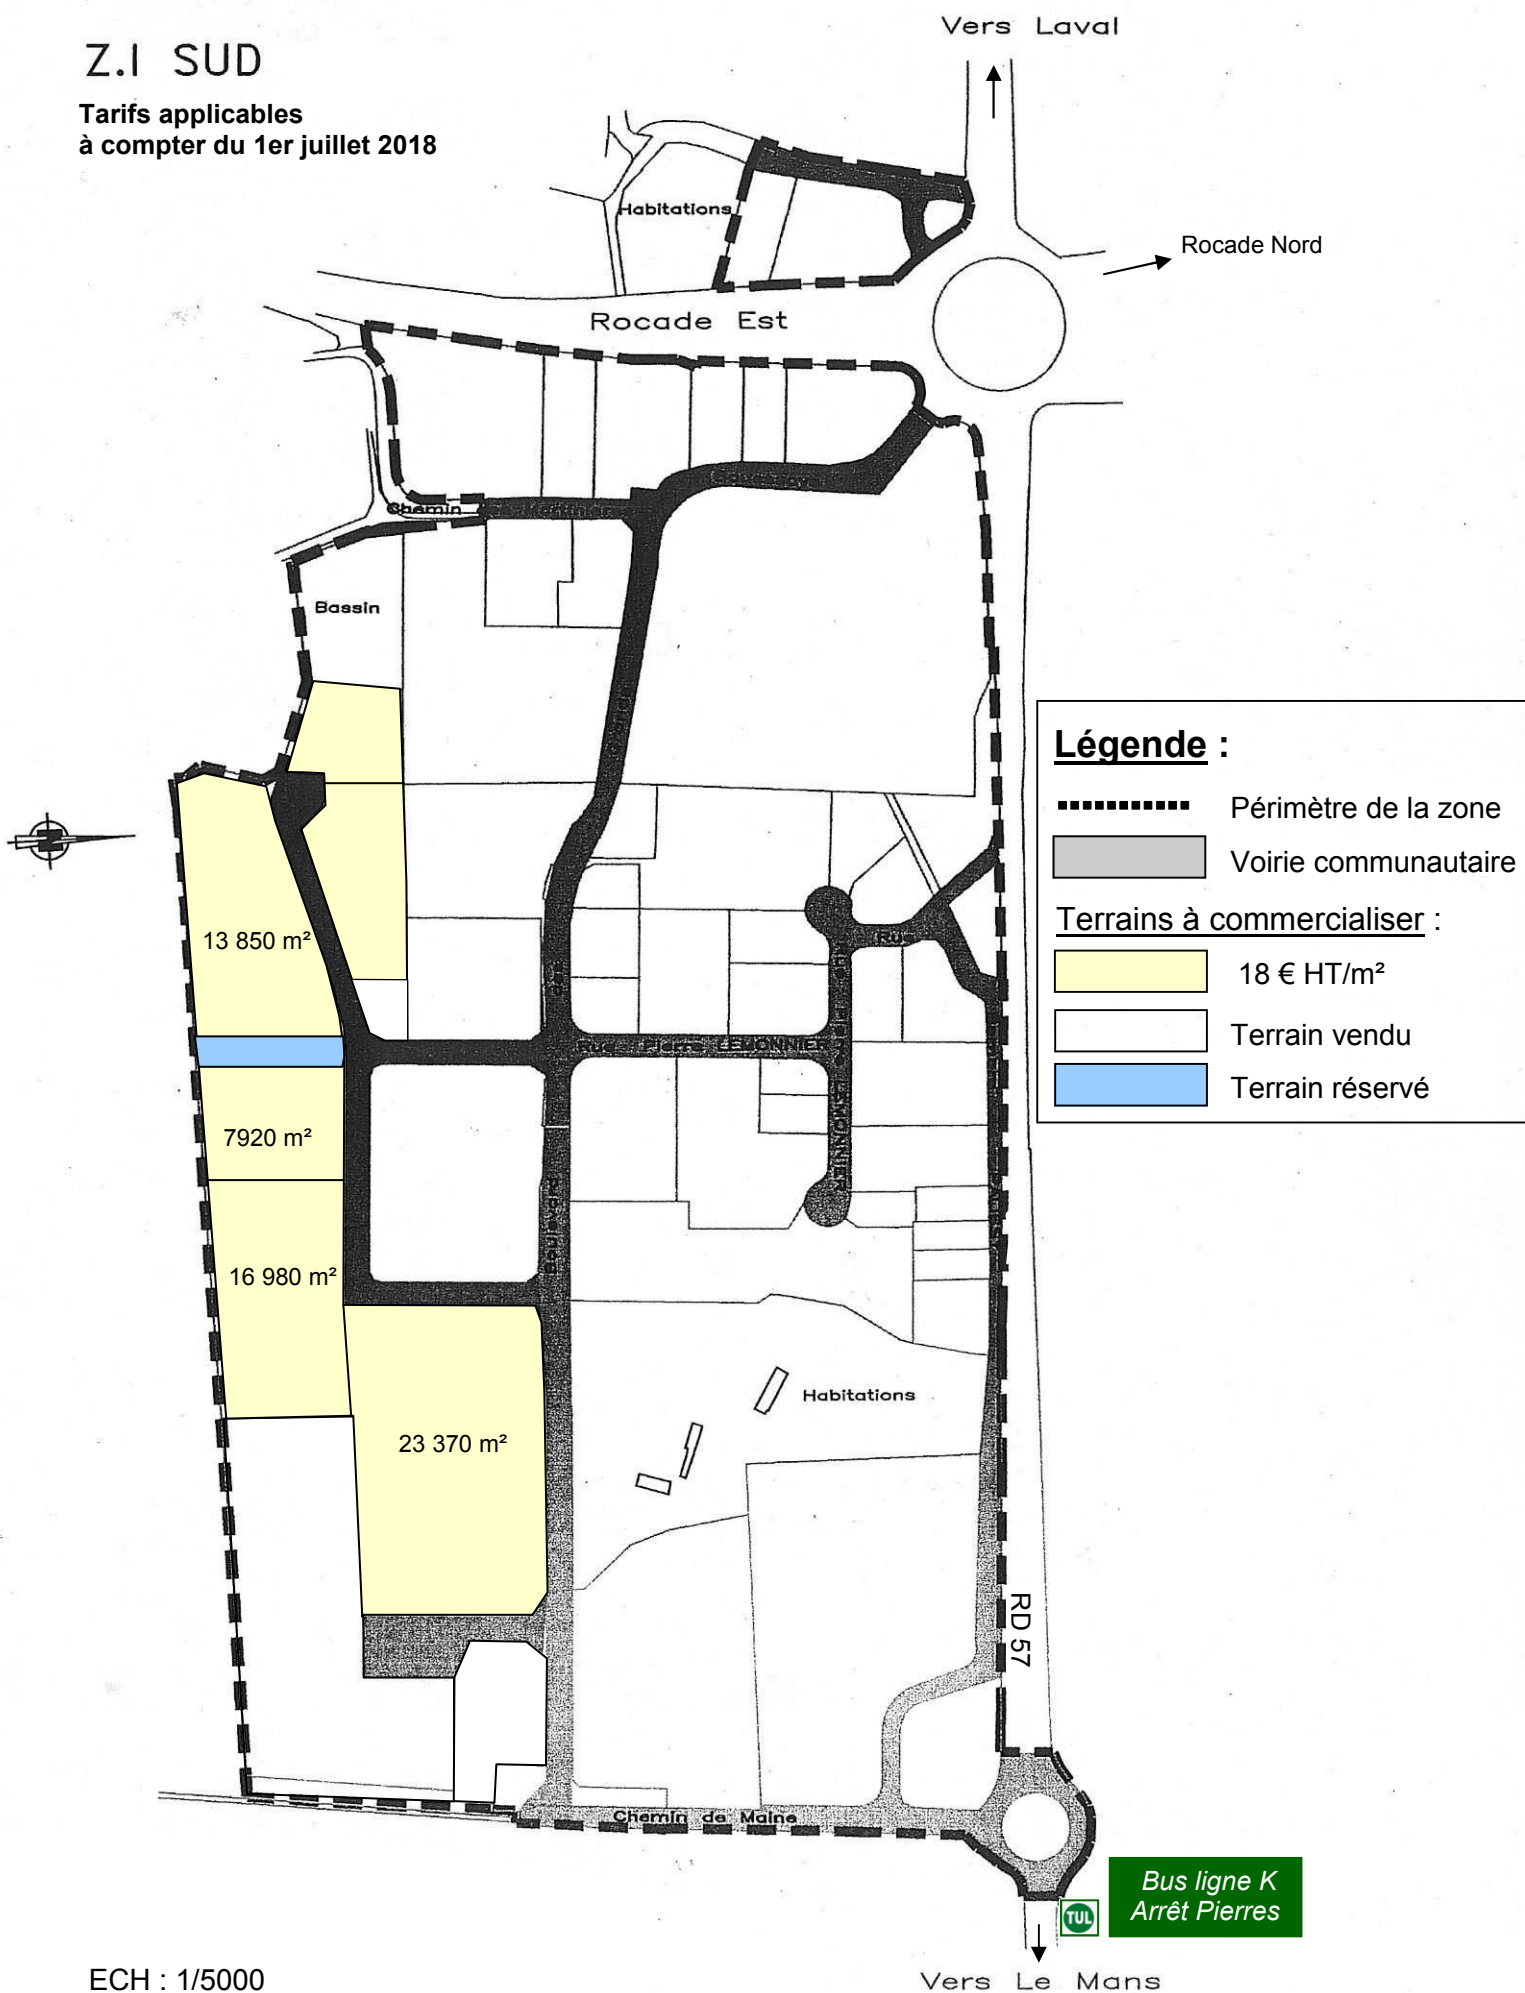 Vers Laval
Z.I SUD
Tarifs applicables
à compter du 1er juillet 2018
Habitations
Rocade Nord
Rocade Est
Chemin
Bassin
Légende :
Périmètre de la zone
Voirie communautaire
Terrains à commercialiser :
18 € HT/m²
Terrain vendu
Terrain réservé
N
13 850 m²
Rue
Rue Pierre LEMONNIER
LEMONNIER
7920 m²
Boulevard
16 980 m²
Habitations
23 370 m²
RD 57
Chemin de Maine
Bus ligne K
Arrêt Pierres
TUL
ECH : 1/5000
Vers Le Mans